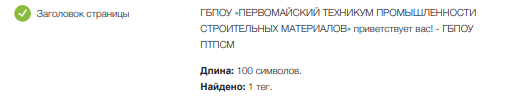 Заголовок страницы
ГБПОУ «ПЕРВОМАЙСКИЙ ТЕХНИКУМ ПРОМЫШЛЕННОСТИ
СТРОИТЕЛЬНЫХ МАТЕРИАЛОВ» приветствует вас! - ГБПОУ
ПТПСМ
Длина: 100 символов.
Найдено: 1 тег.